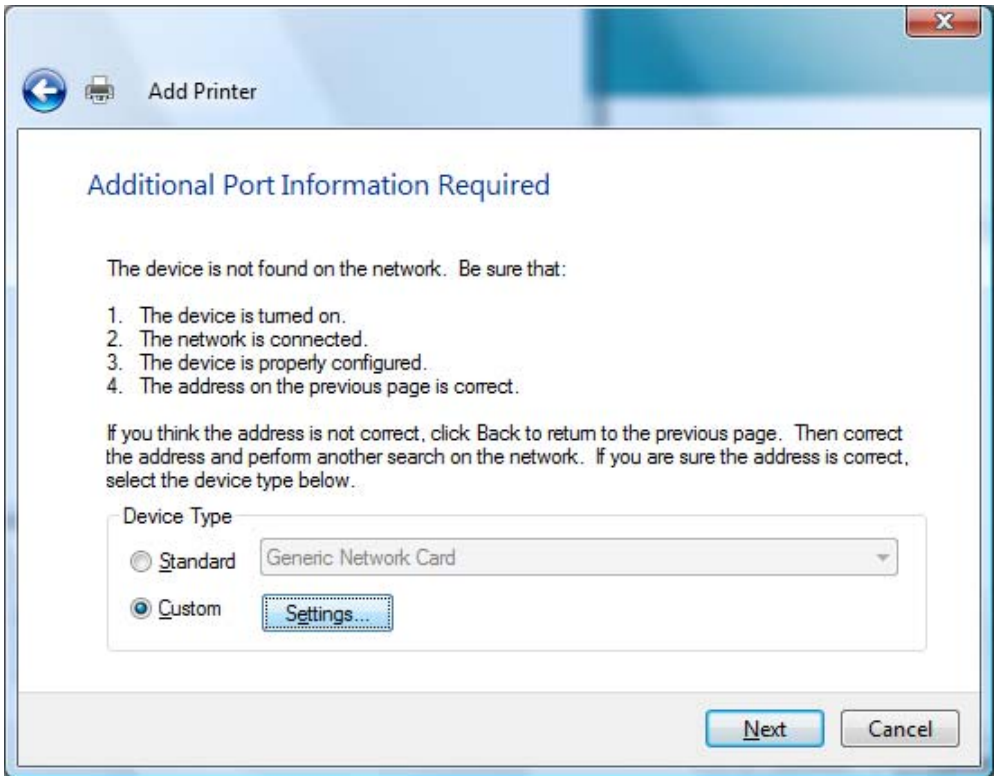 Add Printer
Additional Port Information Required
The device is not found on the network.  Be sure that:
1.  The device is turned on.
2.  The network is connected.
3.  The device is properly configured.
4.  The address on the previous page is correct.
If you think the address is not correct, click Back to return to the previous page.  Then correct
the address and perform another search on the network.  If you are sure the address is correct,
select the device type below.
Device Type
Standard Generic Network Card
Custom Settings...
Next Cancel